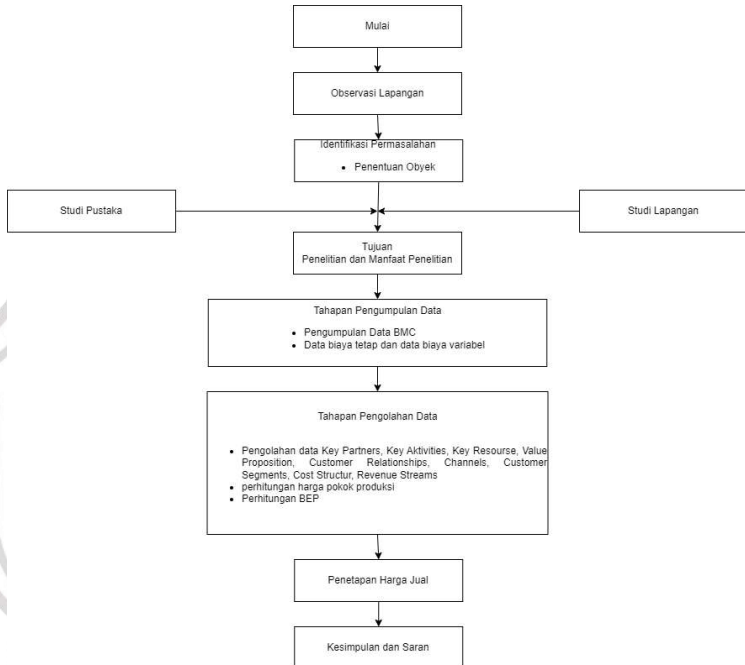 Mulai
Observasi Lapangan
Identifikasi Permasalahan
• Penentuan Obyek
Studi Pustaka
Studi Lapangan
Tujuan
Penelitian dan Manfaat Penelitian
Tahapan Pengumpulan Data
• Pengumpulan Data BMC
• Data biaya tetap dan data biaya variabel
Tahapan Pengolahan Data
• Pengolahan data Key Partners, Key Aktivities, Key Resourse, Value
Proposition, Customer Relationships, Channels, Customer
Segments, Cost Structur, Revenue Streams
• perhitungan harga pokok produksi
• Perhitungan BEP
Penetapan Harga Jual
Kesimpulan dan Saran